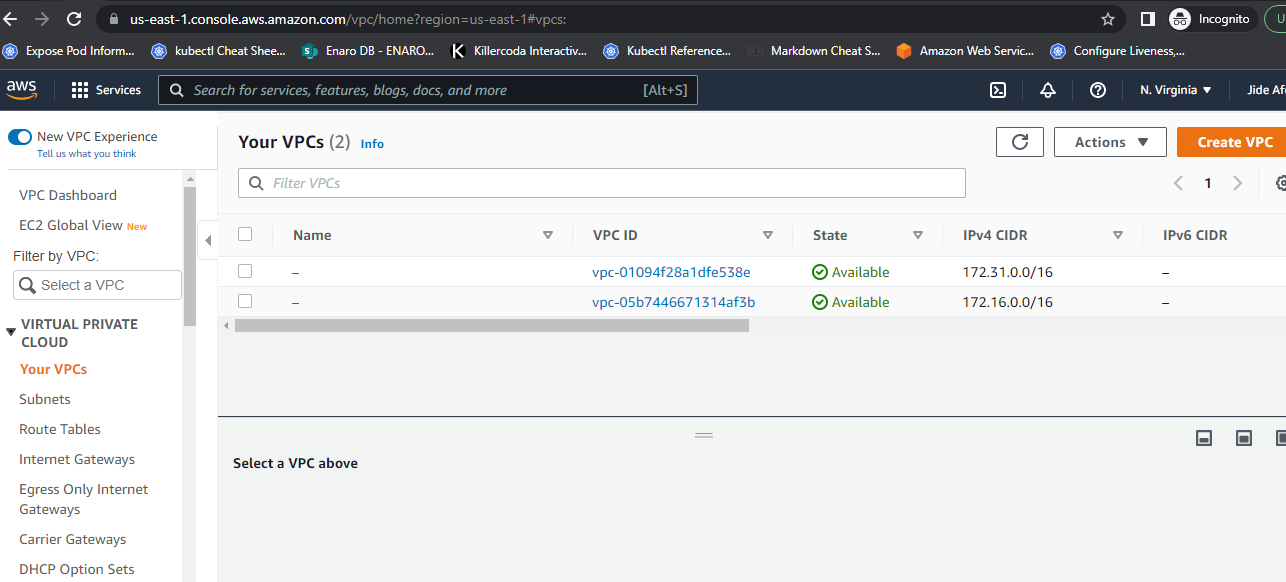 us-east-1.console.aws.amazon.com/vpc/home?region=us-east-1#vpcs:
Incognito
Expose Pod Inform...
kubectl Cheat Shee...
Enaro DB - ENARO...
Killercoda Interactiv...
Kubectl Reference...
Markdown Cheat S...
Amazon Web Servic...
Configure Liveness,...
aws
Services
Search for services, features, blogs, docs, and more
[Alt+S]
N. Virginia
Jide Af
New VPC Experience
Tell us what you think
Your VPCs (2) Info
Actions
Create VPC
Filter VPCs
1
VPC Dashboard
EC2 Global View New
Filter by VPC:
Select a VPC
VIRTUAL PRIVATE
CLOUD
Your VPCs
Subnets
Route Tables
Internet Gateways
Egress Only Internet
Gateways
Carrier Gateways
DHCP Option Sets
Name VPC ID State IPv4 CIDR IPv6 CIDR
– vpc-01094f28a1dfe538e Available 172.31.0.0/16 –
– vpc-05b7446671314af3b Available 172.16.0.0/16 –
Select a VPC above